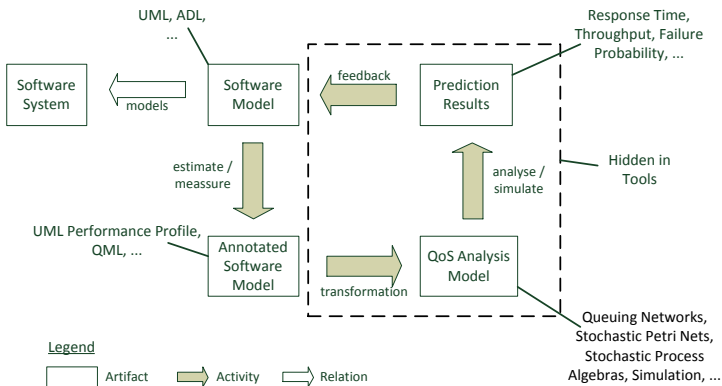 UML, ADL,
...
Response Time,
Throughput, Failure
Probability, ...
Software
System
models
Software
Model
feedback
Prediction
Results
estimate /
meassure
analyse /
simulate
Hidden in
Tools
UML Performance Profile,
QML, ...
Annotated
Software
Model
transformation
QoS Analysis
Model
Queuing Networks,
Stochastic Petri Nets,
Stochastic Process
Algebras, Simulation, ...
Legend
Artifact
Activity
Relation